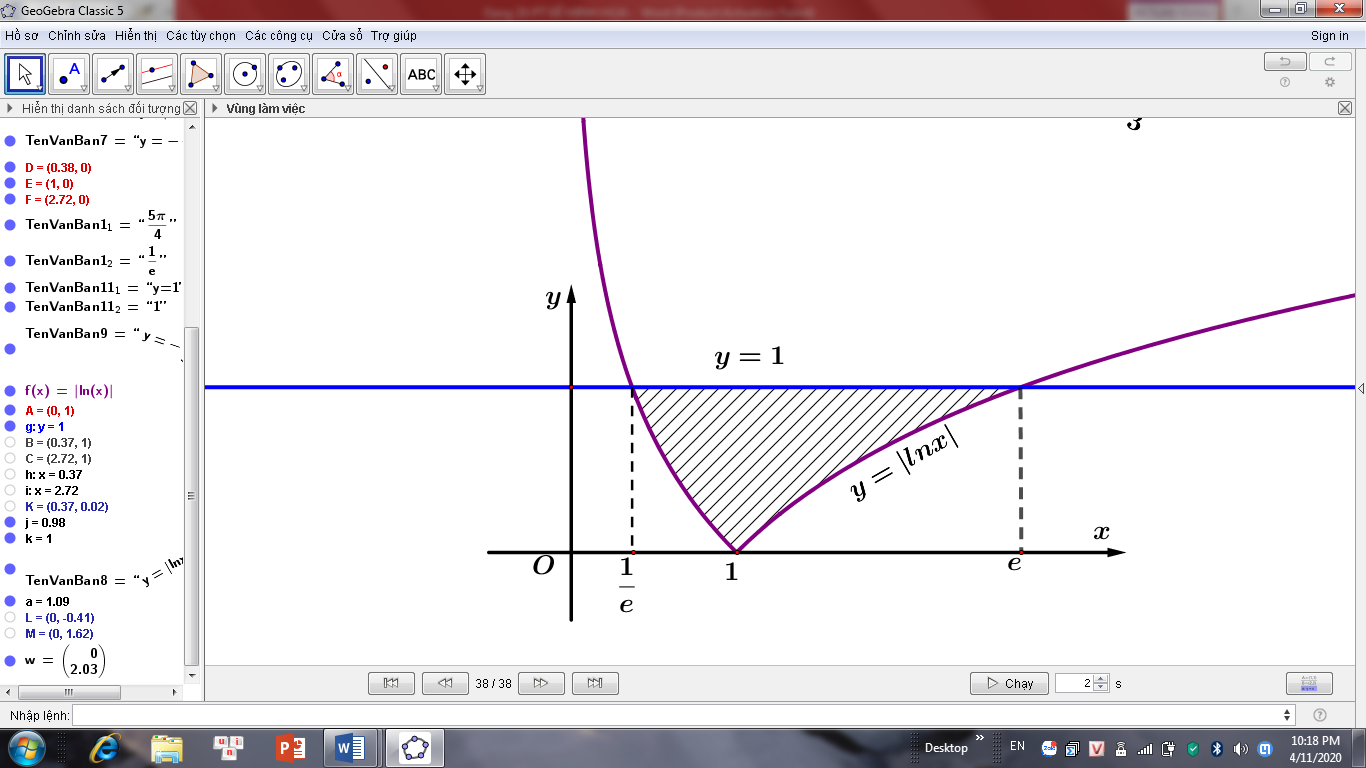 GeoGebra Classic 5
Hồ sơ Chỉnh sửa Hiển thị Các tùy chọn Các công cụ Cửa sổ Trợ giúp
Sign in
A
α
ABC
Hiển thị danh sách đối tượng
Vùng làm việc
TenVanBan7 = “y = −
D = (0.38, 0)
E = (1, 0)
F = (2.72, 0)
TenVanBan1₁ = “5π/4”
TenVanBan1₂ = “1/e”
TenVanBan11₁ = “y=1”
TenVanBan11₂ = “1”
TenVanBan9 = “y = −
f(x) = |ln(x)|
A = (0, 1)
g: y = 1
B = (0.37, 1)
C = (2.72, 1)
h: x = 0.37
i: x = 2.72
K = (0.37, 0.02)
j = 0.98
k = 1
TenVanBan8 = “y = |ln
a = 1.09
L = (0, -0.41)
M = (0, 1.62)
w = (0 2.03)
3
y
y = 1
y = |lnx|
x
O
1/e
1
e
38 / 38
Chạy
2 s
Nhập lệnh:
Desktop
EN
10:18 PM
4/11/2020